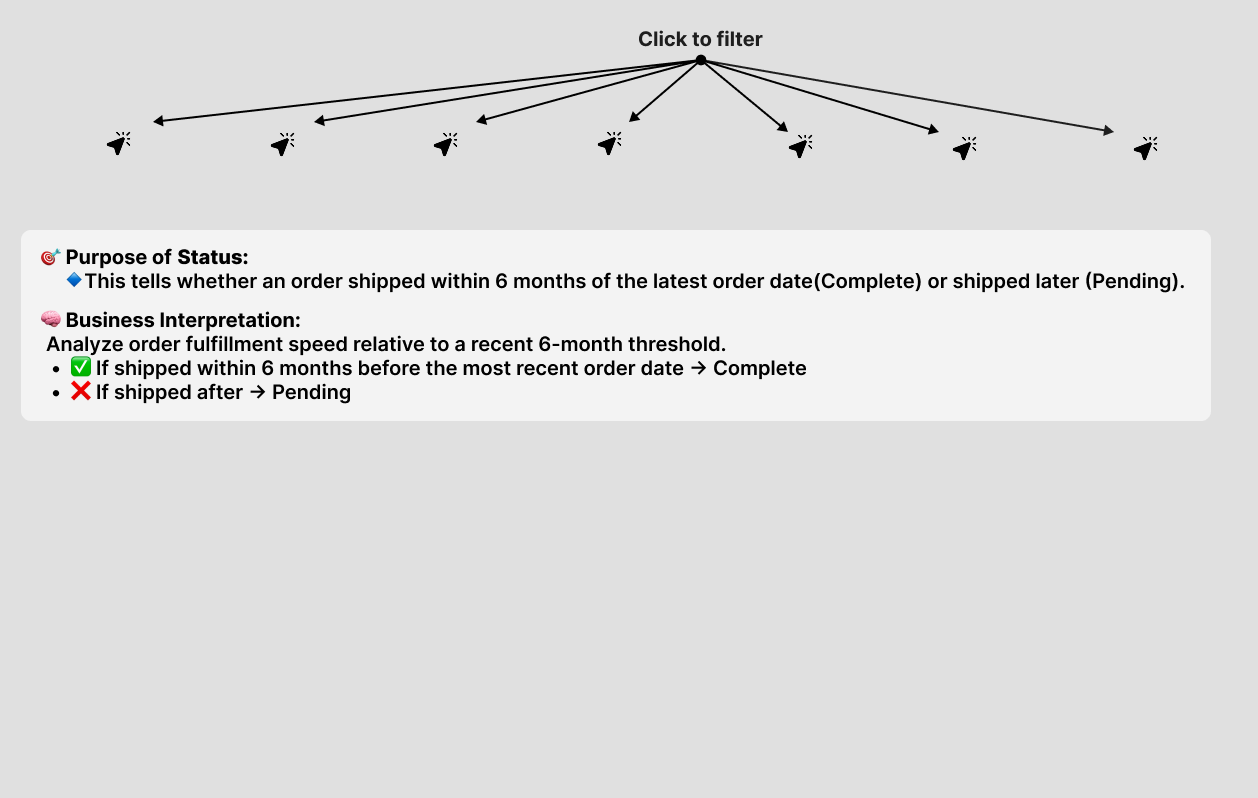 Click to filter
🎯 Purpose of Status:
🔹This tells whether an order shipped within 6 months of the latest order date(Complete) or shipped later (Pending).
🧠 Business Interpretation:
Analyze order fulfillment speed relative to a recent 6-month threshold.
• ✅ If shipped within 6 months before the most recent order date → Complete
• ❌ If shipped after → Pending